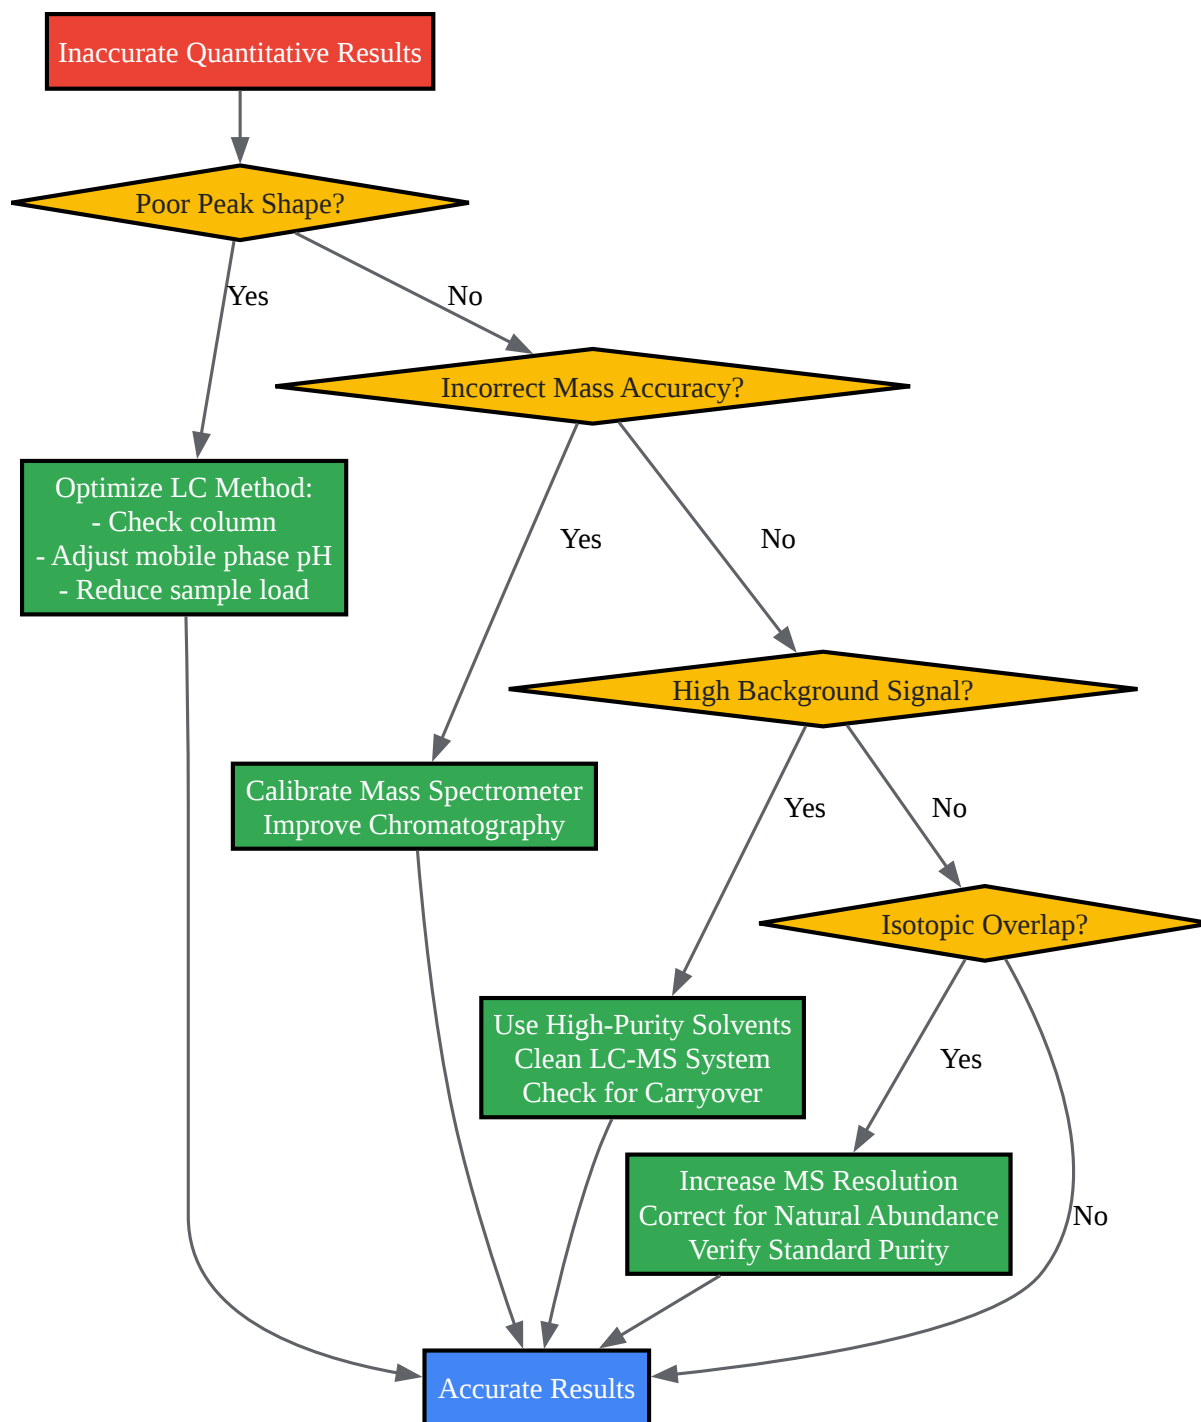 Inaccurate Quantitative Results
Poor Peak Shape?
Yes
No
Incorrect Mass Accuracy?
Optimize LC Method:
- Check column
- Adjust mobile phase pH
- Reduce sample load
Yes
No
High Background Signal?
Calibrate Mass Spectrometer
Improve Chromatography
Yes
No
Isotopic Overlap?
Use High-Purity Solvents
Clean LC-MS System
Check for Carryover
Yes
Increase MS Resolution
Correct for Natural Abundance
Verify Standard Purity
No
Accurate Results